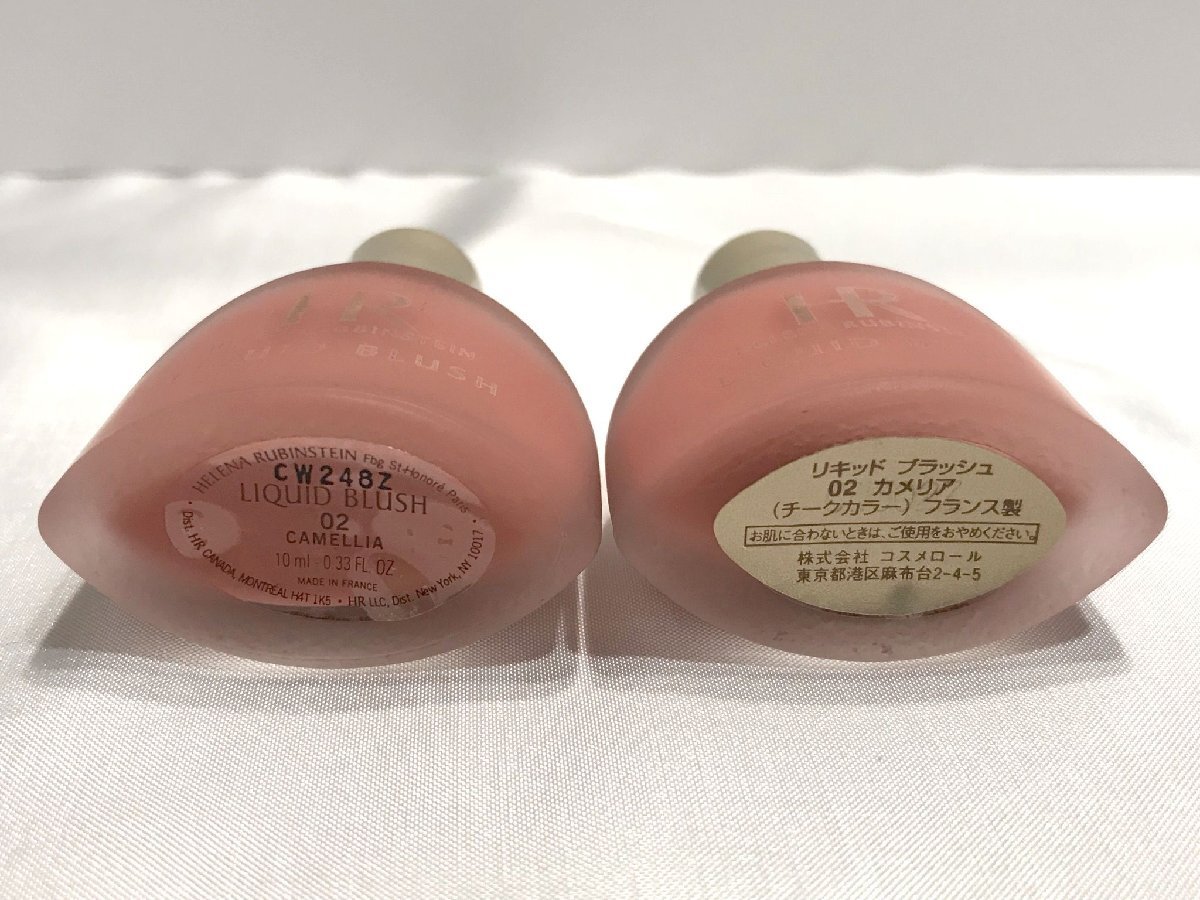 HR
RUBINSTEIN
BLUSH
HELENA RUBINSTEIN Fbg St-Honoré Paris
CW248Z
LIQUID BLUSH
02
CAMELLIA
10 ml - 0.33 FL. OZ
MADE IN FRANCE
Dist. HR CANADA, MONTREAL H4T 1K5 • HR LLC, Dist. New York, NY 10017
HR
リキッド ブラッシュ
02 カメリア
(チークカラー) フランス製
お肌に合わないときは、ご使用をおやめください。
株式会社 コスメロール
東京都港区麻布台2-4-5